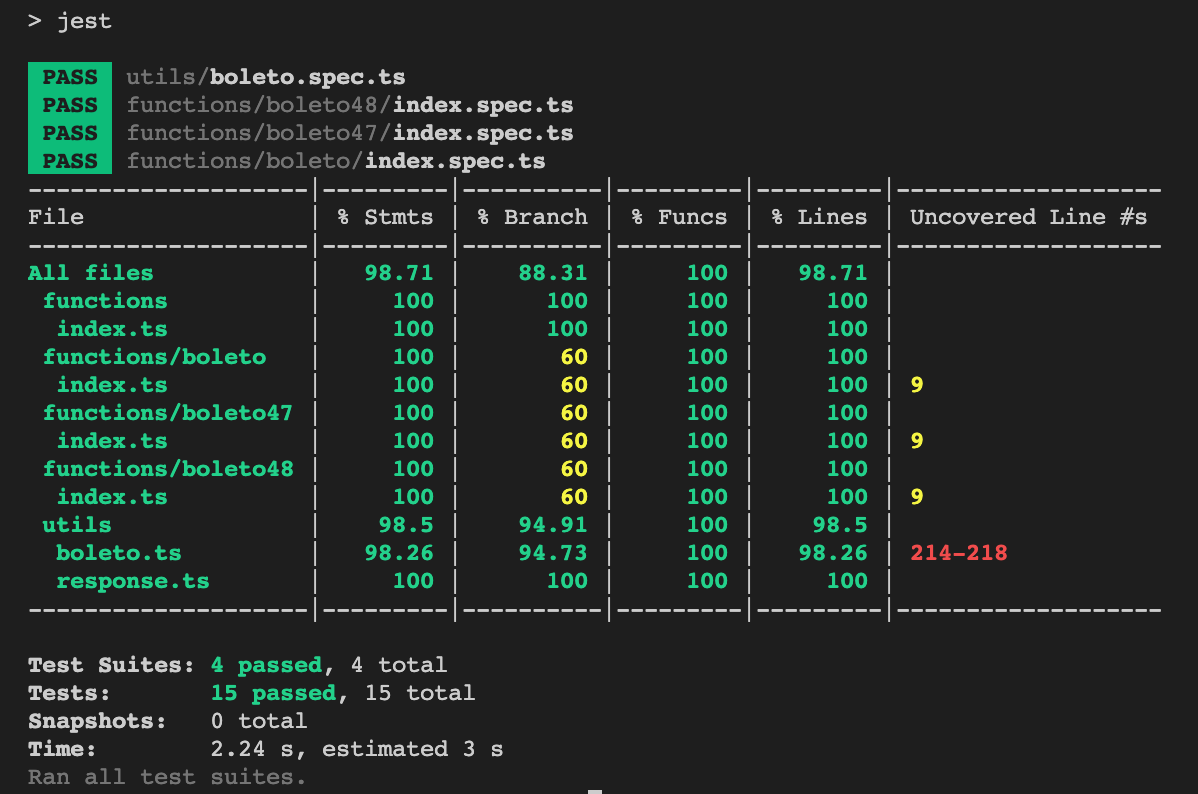 > jest
PASS utils/boleto.spec.ts
PASS functions/boleto48/index.spec.ts
PASS functions/boleto47/index.spec.ts
PASS functions/boleto/index.spec.ts
--------------------|---------|----------|---------|---------|-------------------
File                | % Stmts | % Branch | % Funcs | % Lines | Uncovered Line #s
--------------------|---------|----------|---------|---------|-------------------
All files           |   98.71 |    88.31 |     100 |   98.71 |
 functions          |     100 |      100 |     100 |     100 |
  index.ts          |     100 |      100 |     100 |     100 |
 functions/boleto   |     100 |       60 |     100 |     100 |
  index.ts          |     100 |       60 |     100 |     100 | 9
 functions/boleto47 |     100 |       60 |     100 |     100 |
  index.ts          |     100 |       60 |     100 |     100 | 9
 functions/boleto48 |     100 |       60 |     100 |     100 |
  index.ts          |     100 |       60 |     100 |     100 | 9
 utils              |    98.5 |    94.91 |     100 |    98.5 |
  boleto.ts         |   98.26 |    94.73 |     100 |   98.26 | 214-218
  response.ts       |     100 |      100 |     100 |     100 |
--------------------|---------|----------|---------|---------|-------------------
Test Suites: 4 passed, 4 total
Tests:       15 passed, 15 total
Snapshots:   0 total
Time:        2.24 s, estimated 3 s
Ran all test suites.